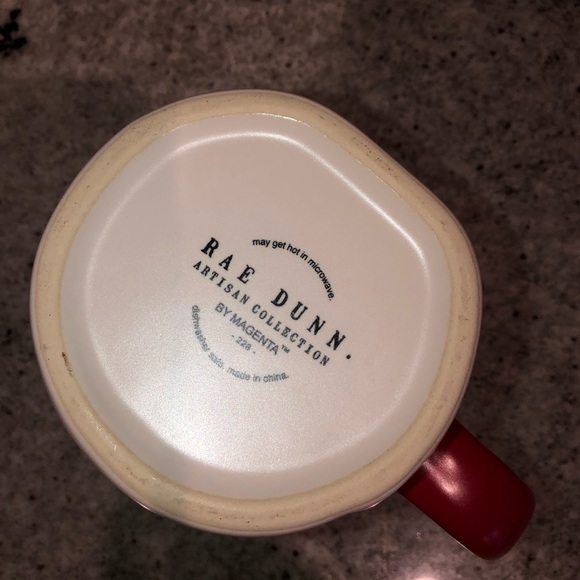 may get hot in microwave.
RAE DUNN.
ARTISAN COLLECTION
BY MAGENTA™
- 228 -
dishwasher safe. made in china.